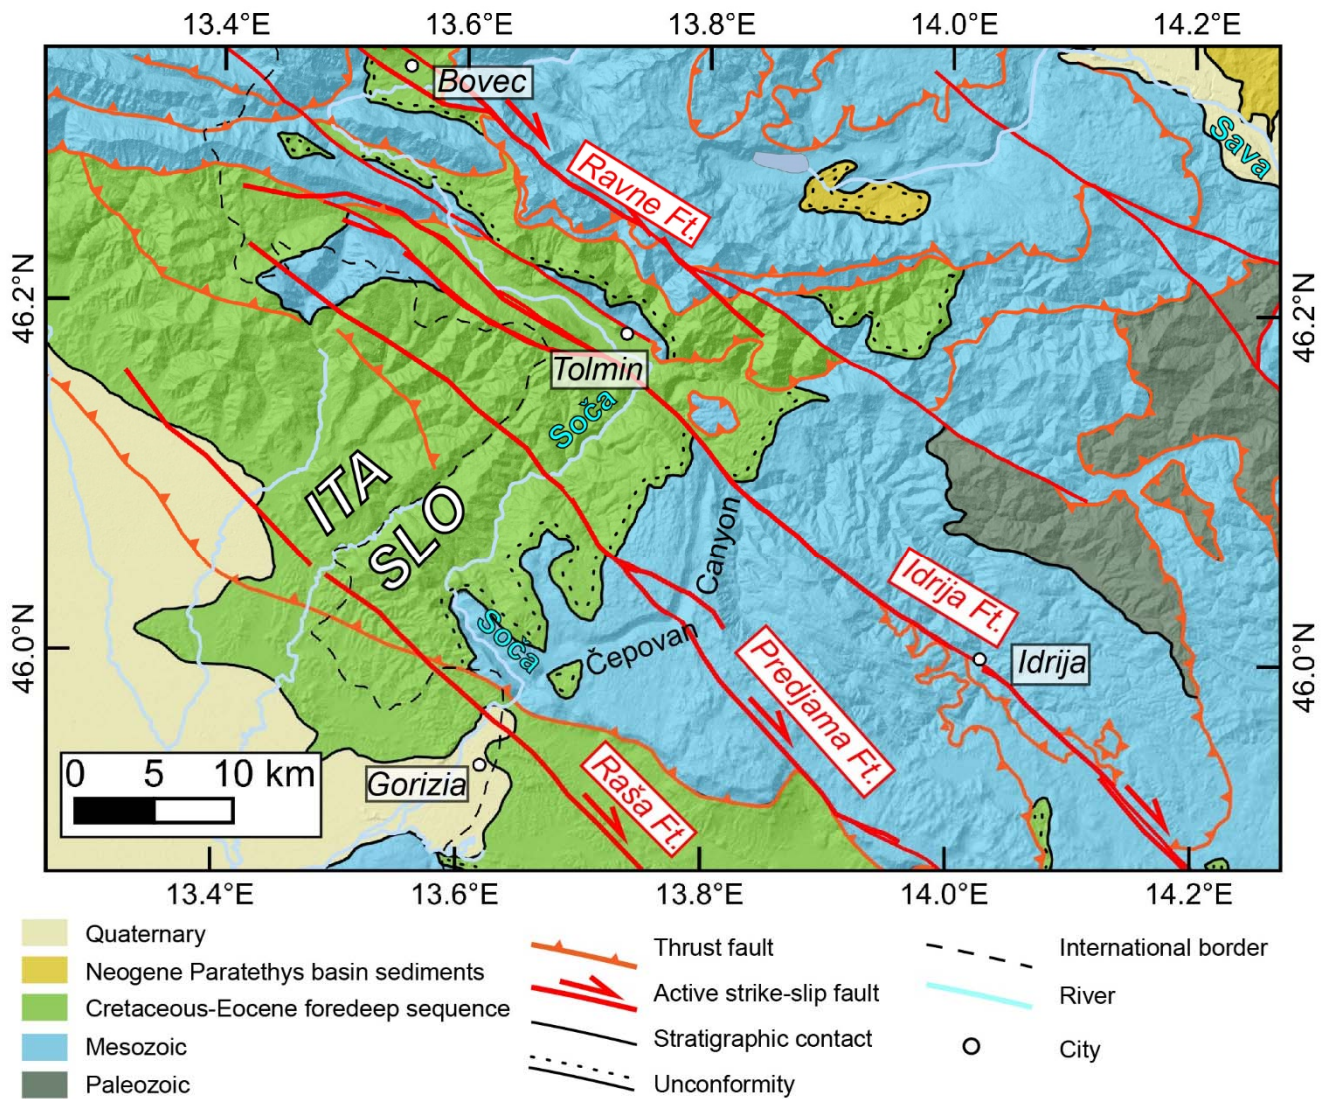 13.4°E 13.6°E 13.8°E 14.0°E 14.2°E
Bovec
Sava
Ravne Ft.
46.2°N
46.2°N
Tolmin
Soča
ITA
SLO
Canyon
Čepovan
Soča
Idrija Ft.
Idrija
46.0°N
46.0°N
Predjama Ft.
Raša Ft.
Gorizia
0 5 10 km
13.4°E 13.6°E 13.8°E 14.0°E 14.2°E
Quaternary
Neogene Paratethys basin sediments
Cretaceous-Eocene foredeep sequence
Mesozoic
Paleozoic
Thrust fault
Active strike-slip fault
Stratigraphic contact
Unconformity
International border
River
City